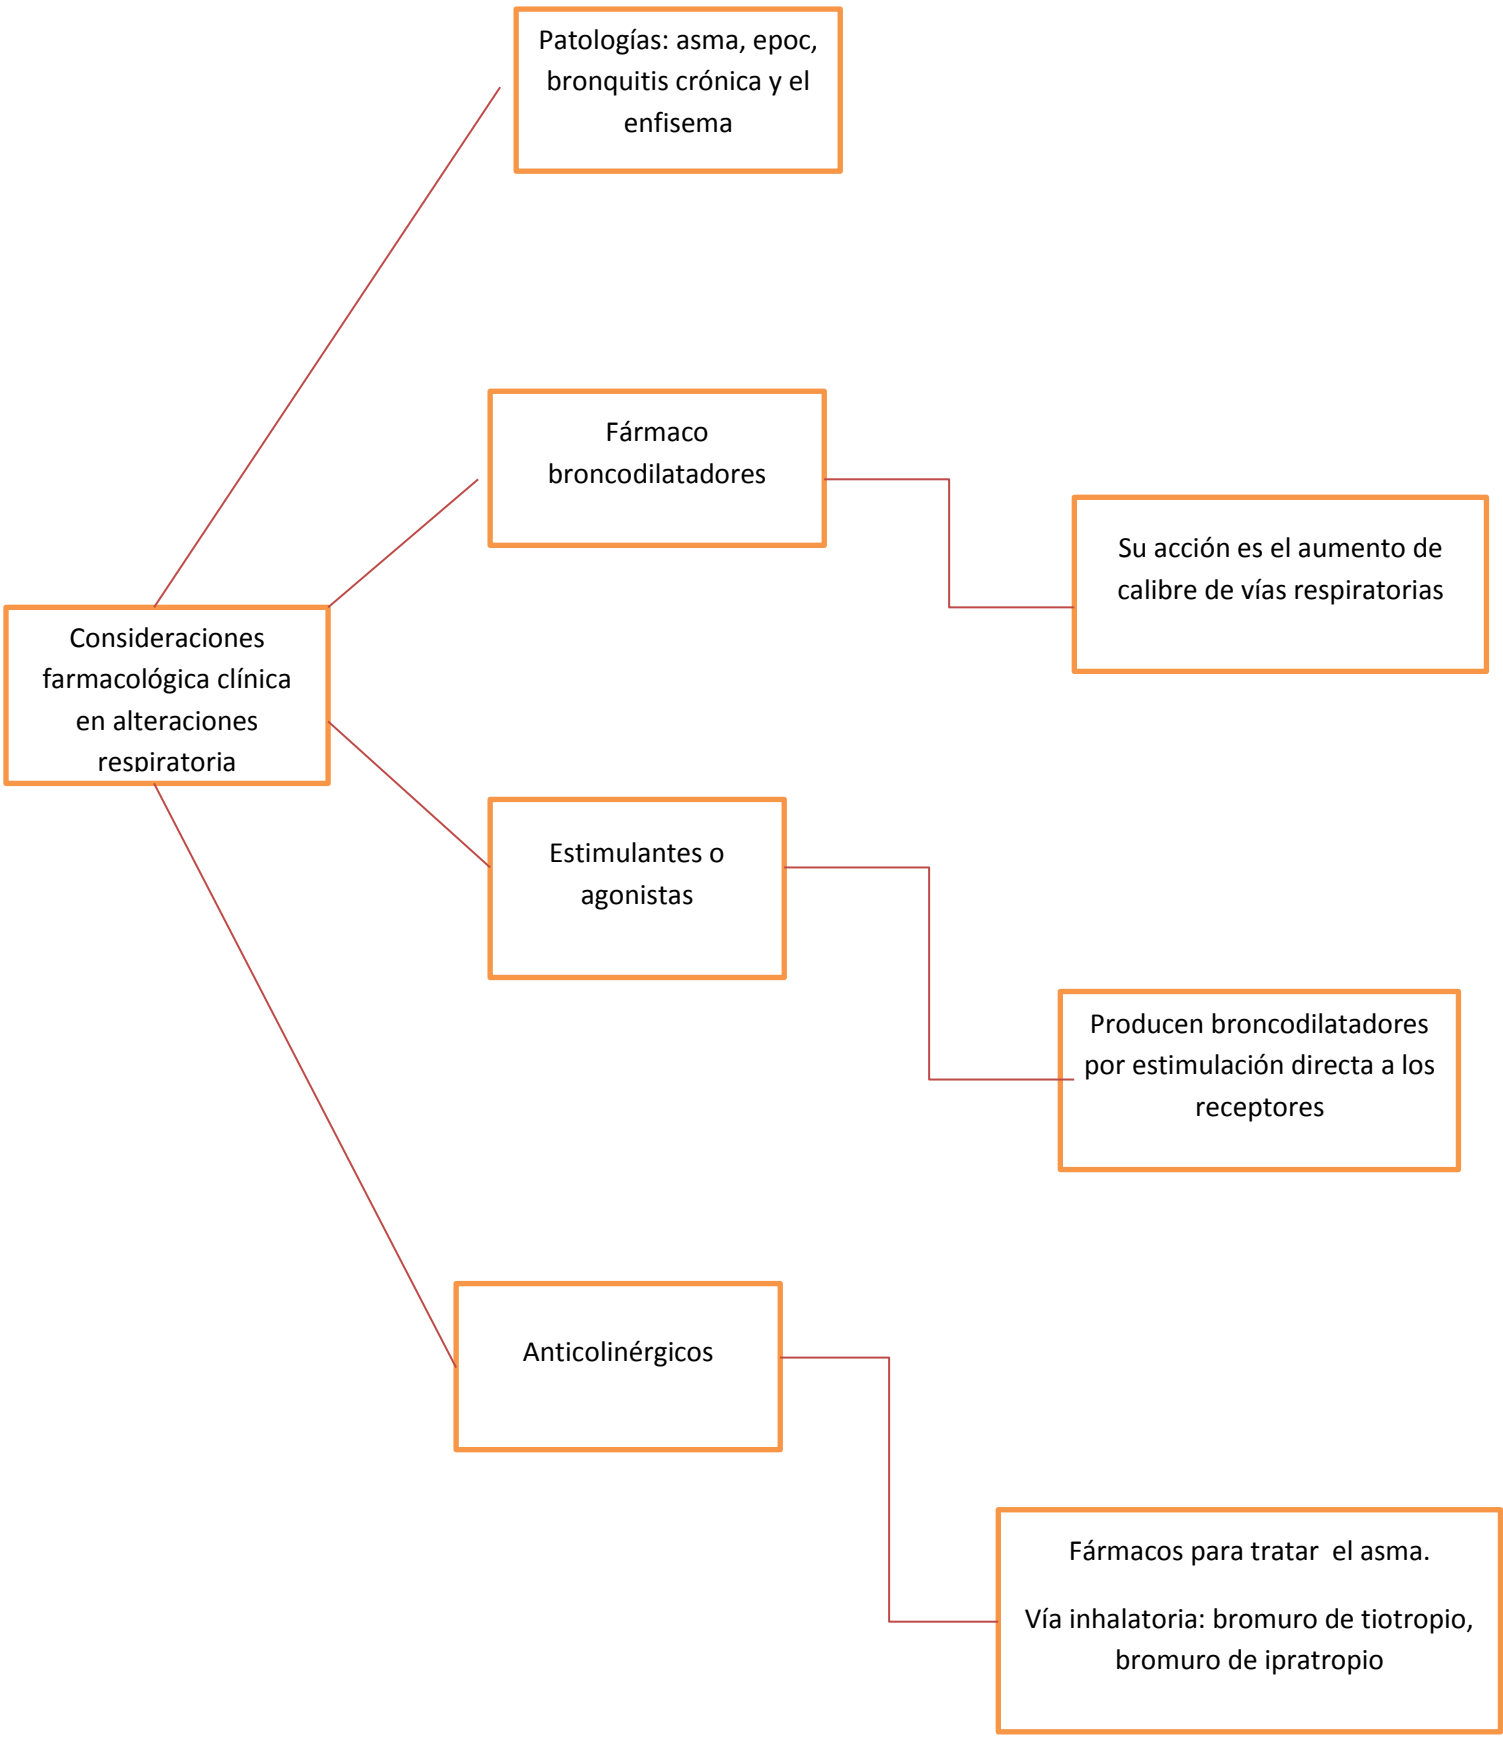 Patologías: asma, epoc,
bronquitis crónica y el
enfisema
Fármaco
broncodilatadores
Su acción es el aumento de
calibre de vías respiratorias
Consideraciones
farmacológica clínica
en alteraciones
respiratoria
Estimulantes o
agonistas
Producen broncodilatadores
por estimulación directa a los
receptores
Anticolinérgicos
Fármacos para tratar  el asma.
Vía inhalatoria: bromuro de tiotropio,
bromuro de ipratropio